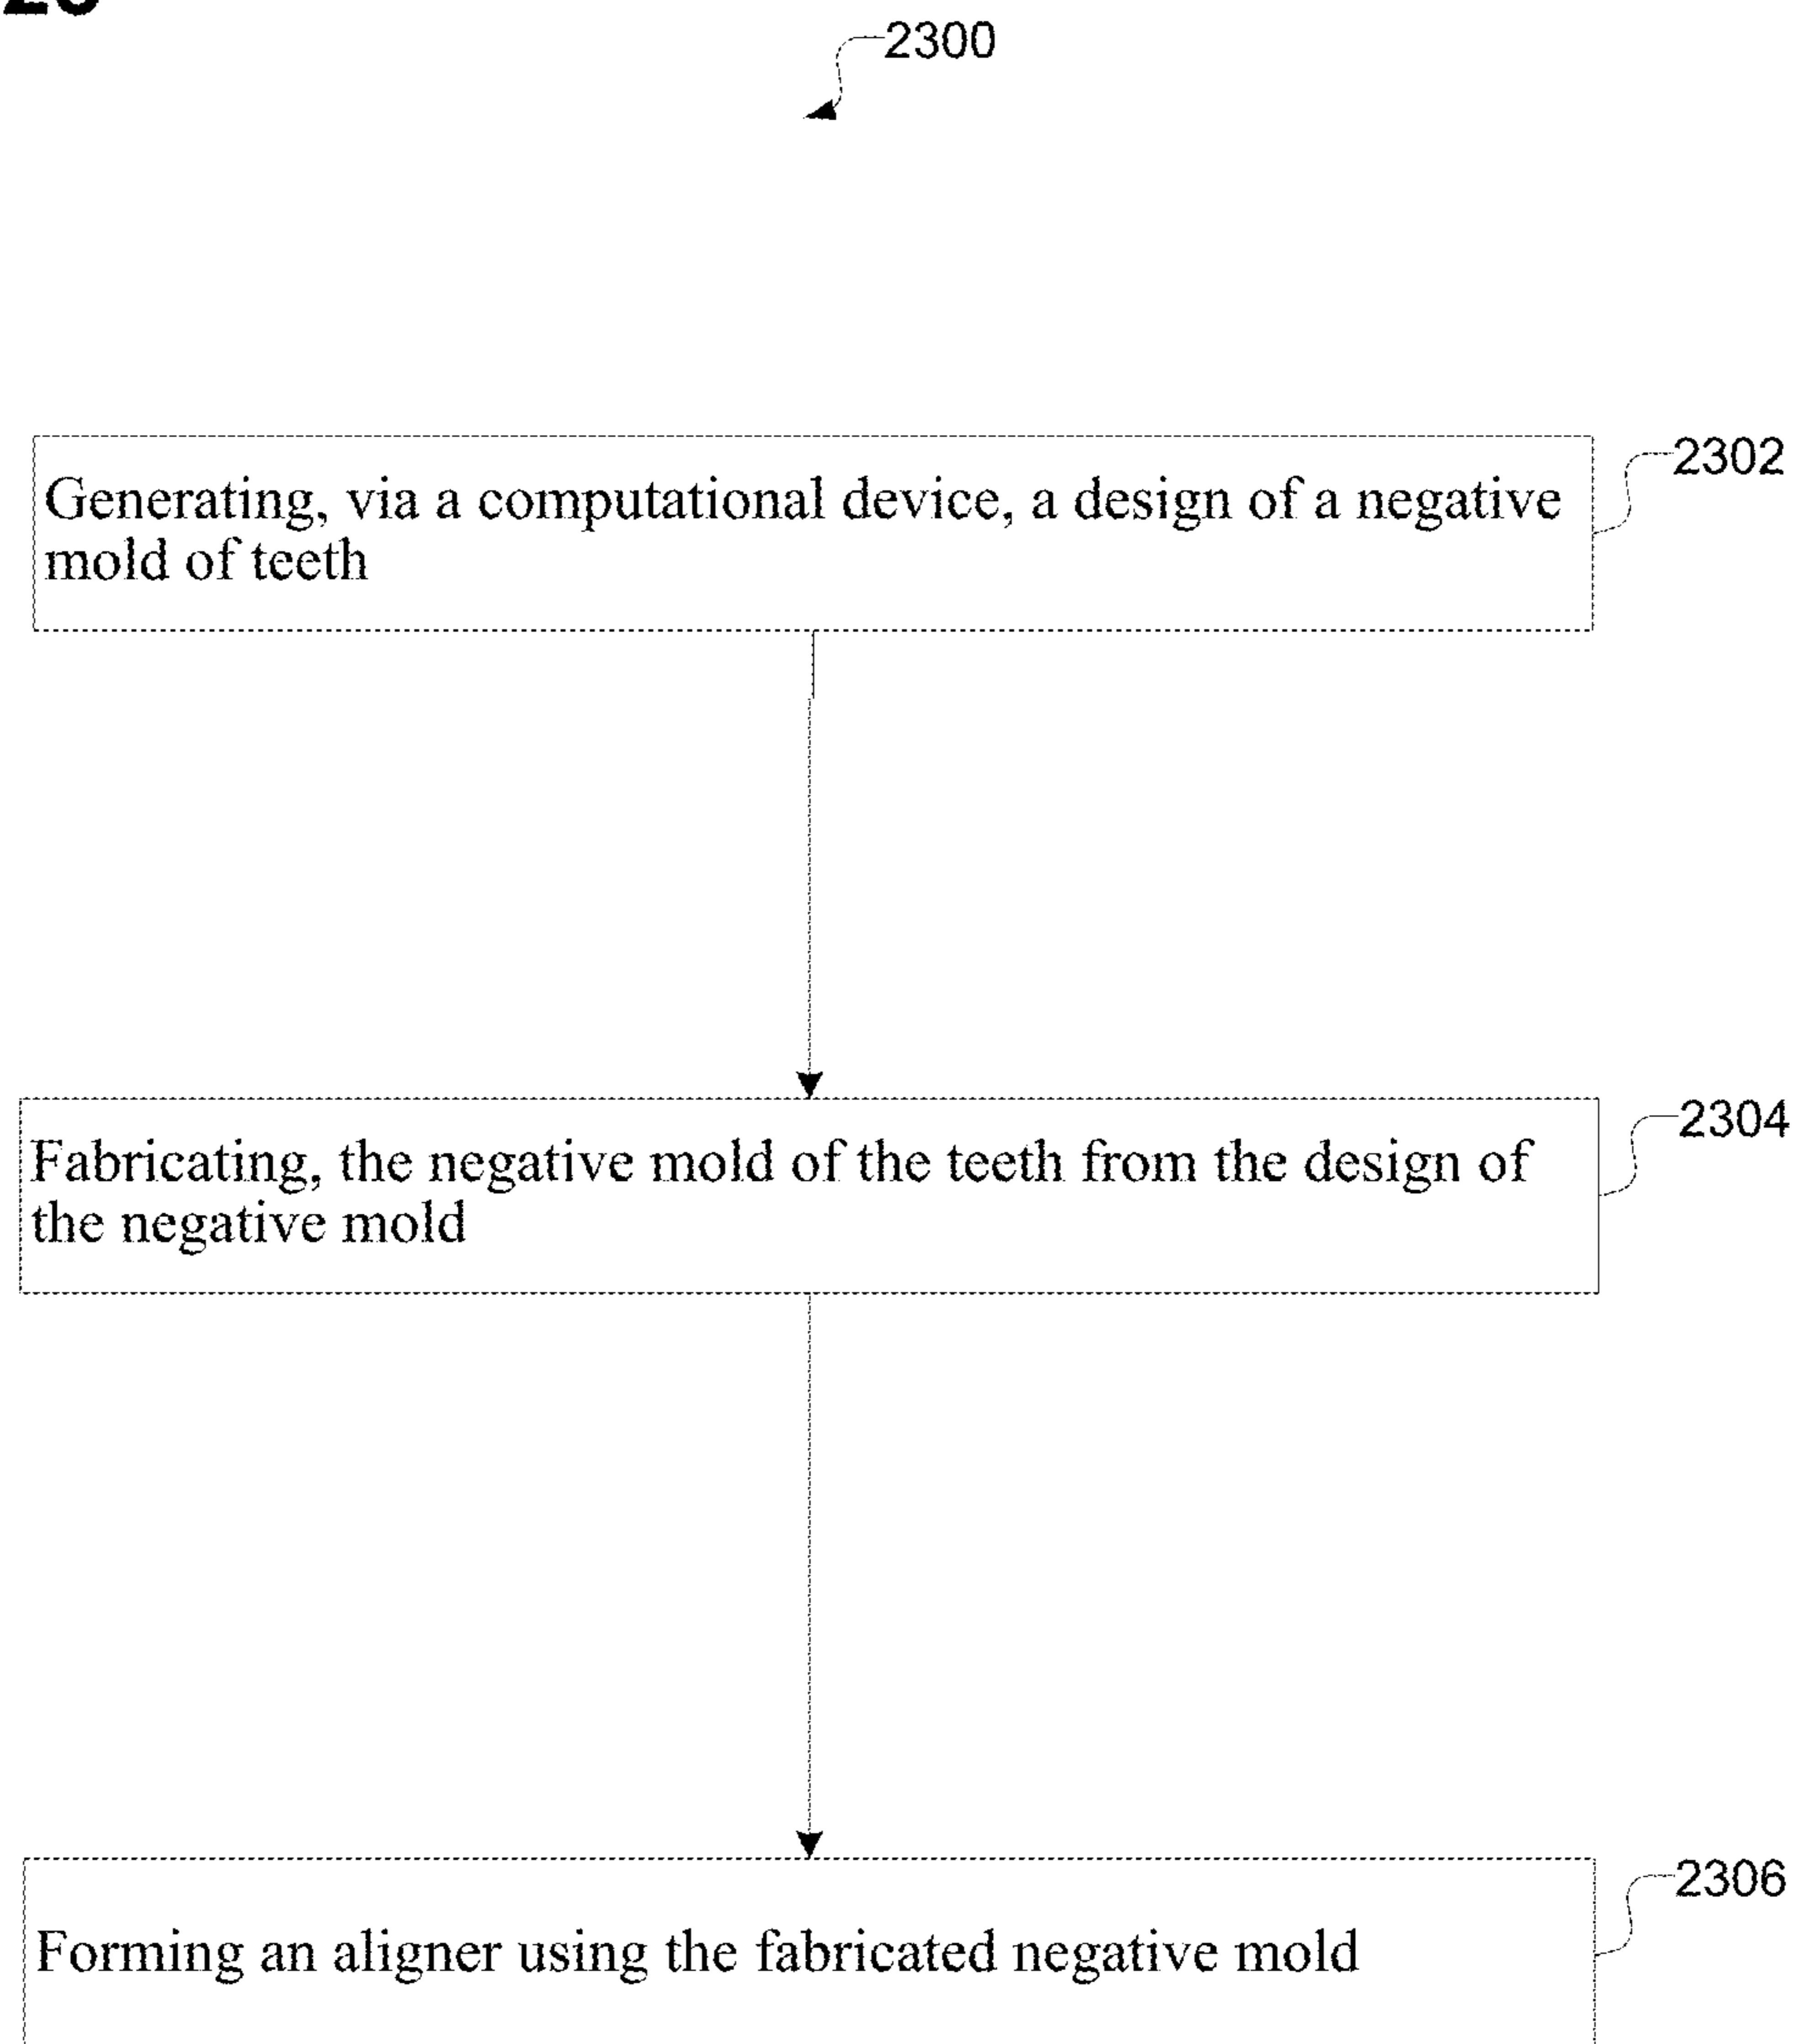 2300
2302
Generating, via a computational device, a design of a negative
mold of teeth
2304
Fabricating, the negative mold of the teeth from the design of
the negative mold
2306
Forming an aligner using the fabricated negative mold